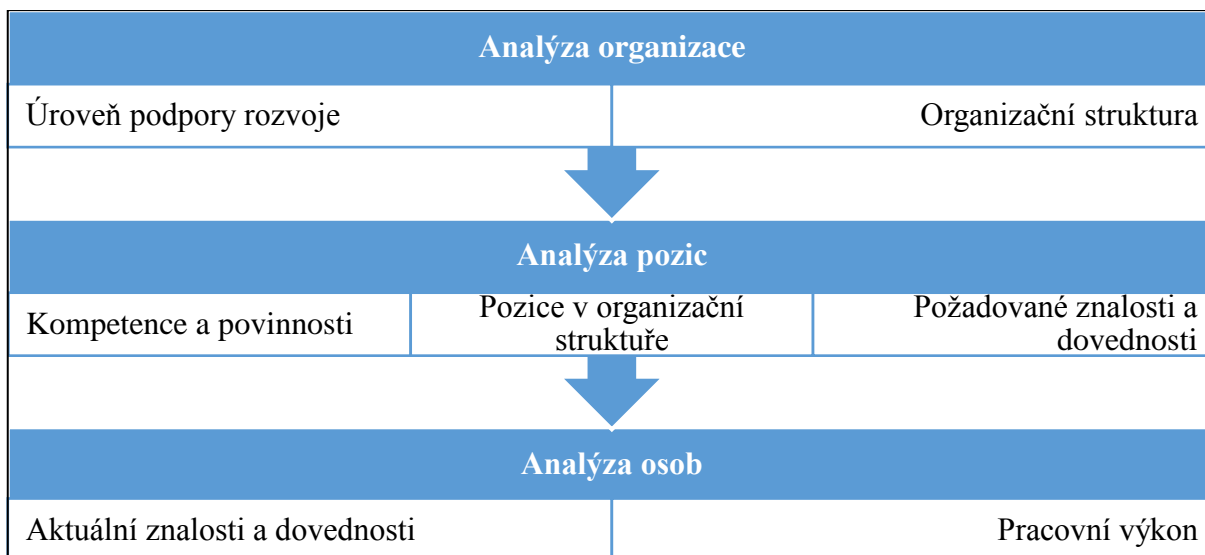 Analýza organizace
Úroveň podpory rozvoje
Organizační struktura
Analýza pozic
Kompetence a povinnosti
Pozice v organizační
struktuře
Požadované znalosti a
dovednosti
Analýza osob
Aktuální znalosti a dovednosti
Pracovní výkon